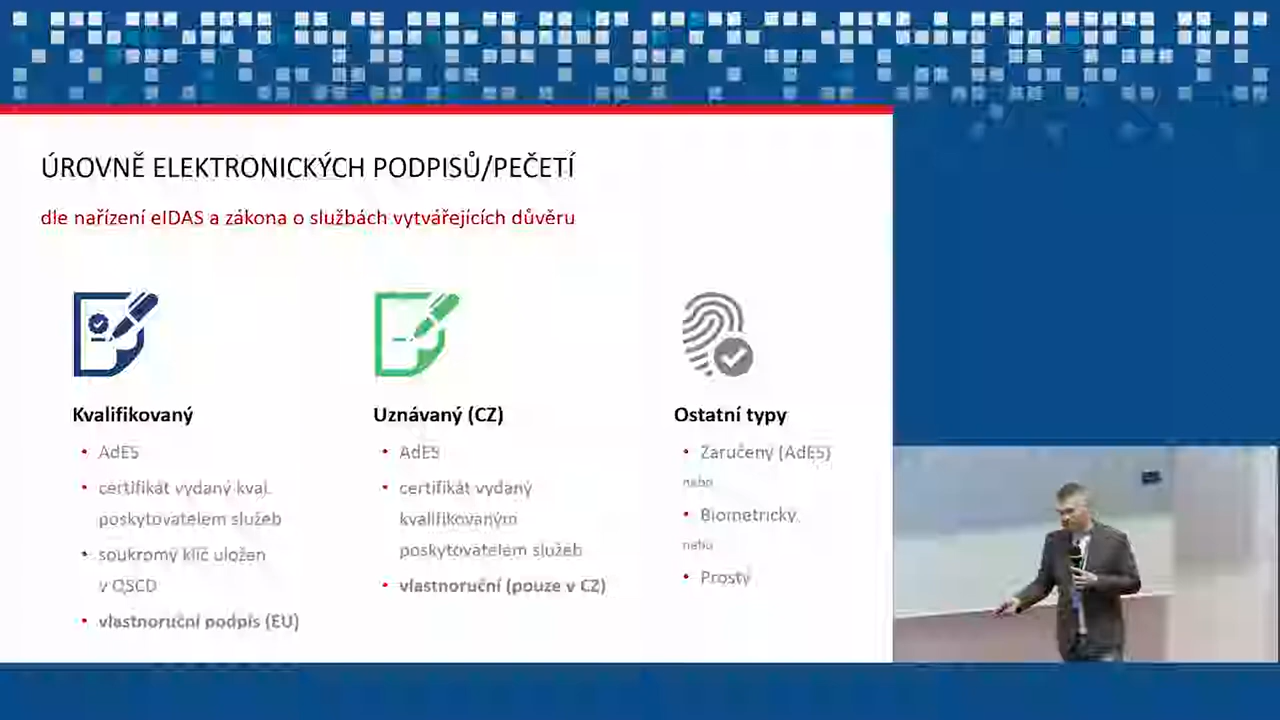 ÚROVNĚ ELEKTRONICKÝCH PODPISŮ/PEČETÍ
dle nařízení eIDAS a zákona o službách vytvářejících důvěru
Kvalifikovaný
• AdES
• certifikát vydaný kval.
poskytovatelem služeb
• soukromý klíč uložen
v QSCD
• vlastnoruční podpis (EU)
Uznávaný (CZ)
• AdES
• certifikát vydaný
kvalifikovaným
poskytovatelem služeb
• vlastnoruční (pouze v CZ)
Ostatní typy
• Zaručený (AdES)
nebo
• Biometrický
nebo
• Prostý